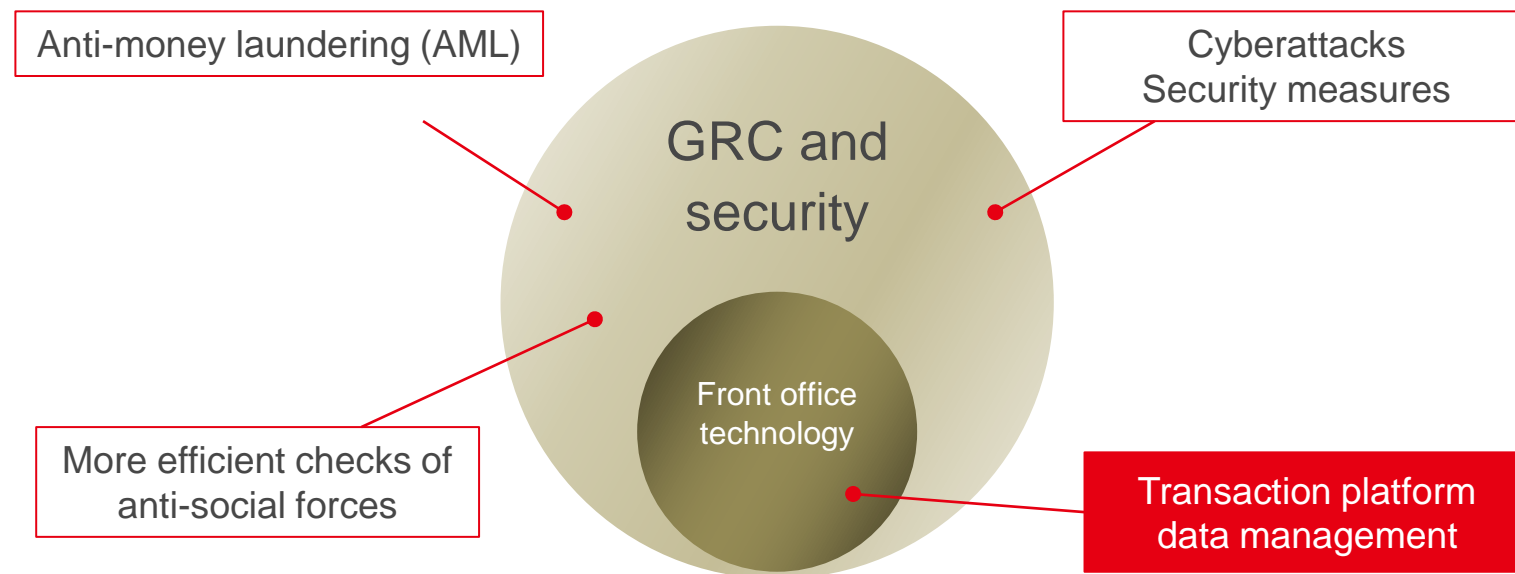 Anti-money laundering (AML)
Cyberattacks
Security measures
GRC and
security
Front office
technology
More efficient checks of
anti-social forces
Transaction platform
data management